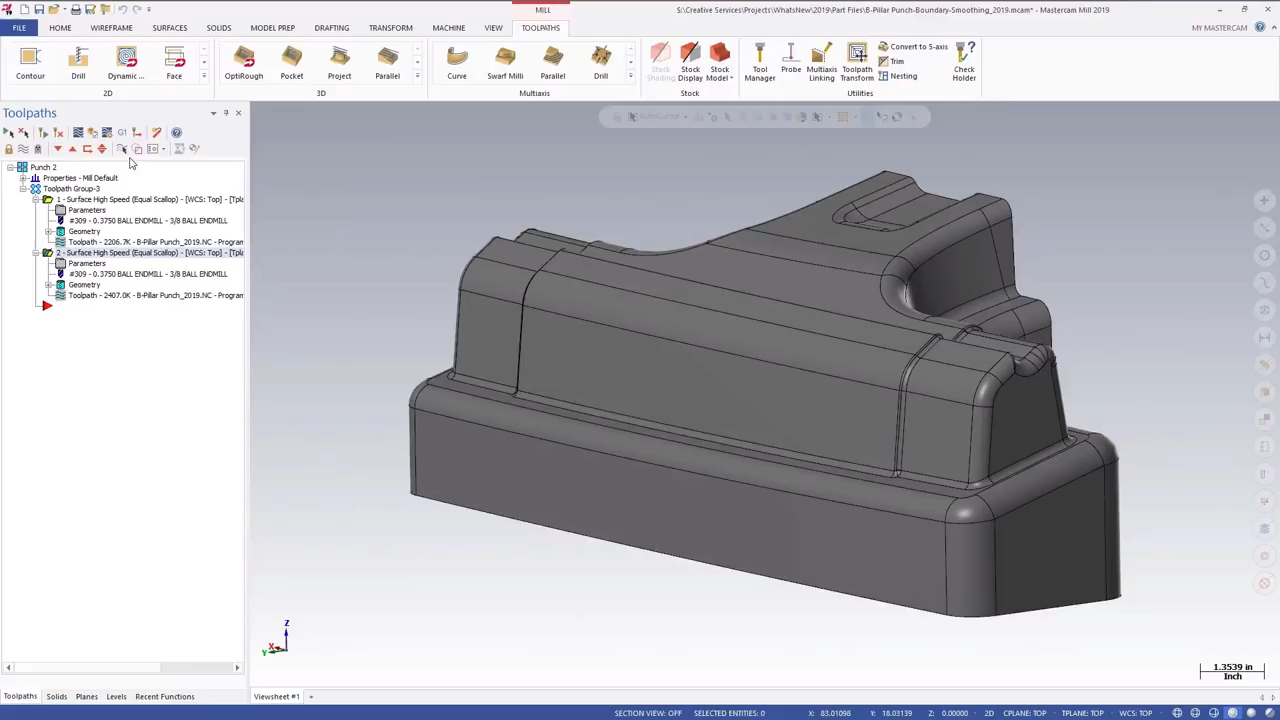 MILL
S:\Creative Services\Projects\WhatsNew\2019\Part Files\B-Pillar Punch-Boundary-Smoothing_2019.mcam* - Mastercam Mill 2019
FILE HOME WIREFRAME SURFACES SOLIDS MODEL PREP DRAFTING TRANSFORM MACHINE VIEW TOOLPATHS MY MASTERCAM
Contour Drill Dynamic ... Face OptiRough Pocket Project Parallel Curve Swarf Milli Parallel Drill Stock Shading Stock Display Stock Model Tool Manager Probe Multiaxis Linking Toolpath Transform Convert to 5-axis Trim Nesting Check Holder
2D 3D Multiaxis Stock Utilities
Toolpaths
G1
AutoCursor
Punch 2
Properties - Mill Default
Toolpath Group-3
1 - Surface High Speed (Equal Scallop) - [WCS: Top] - [Tpla
Parameters
#309 - 0.3750 BALL ENDMILL - 3/8 BALL ENDMILL
Geometry
Toolpath - 2206.7K - B-Pillar Punch_2019.NC - Program
2 - Surface High Speed (Equal Scallop) - [WCS: Top] - [Tpla
Parameters
#309 - 0.3750 BALL ENDMILL - 3/8 BALL ENDMILL
Geometry
Toolpath - 2407.0K - B-Pillar Punch_2019.NC - Program
Z
X
Y
1.3539 in
Inch
Toolpaths Solids Planes Levels Recent Functions Viewsheet #1 +
SECTION VIEW: OFF SELECTED ENTITIES: 0 X: 83.01098 Y: 18.03139 Z: 0.00000 2D CPLANE: TOP TPLANE: TOP WCS: TOP